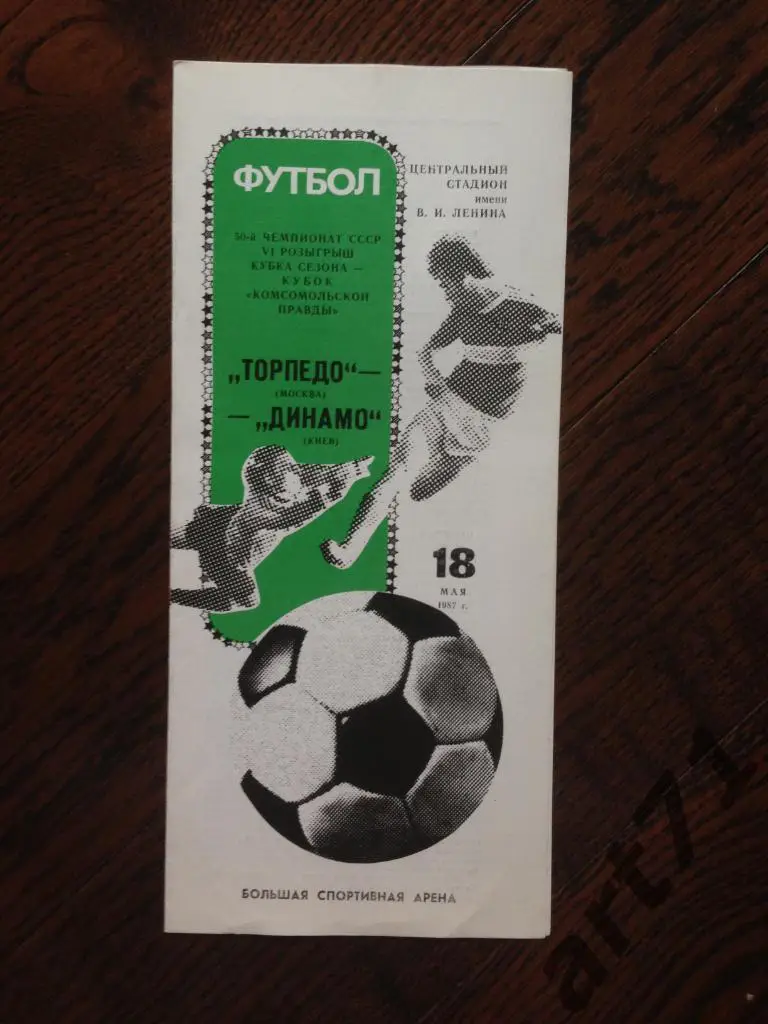 ФУТБОЛ
50-й ЧЕМПИОНАТ СССР
VI РОЗЫГРЫШ
КУБКА СЕЗОНА —
КУБОК
«КОМСОМОЛЬСКОЙ
ПРАВДЫ»
„ТОРПЕДО“ —
(МОСКВА)
— „ДИНАМО“
(КИЕВ)
ЦЕНТРАЛЬНЫЙ
СТАДИОН
имени
В. И. ЛЕНИНА
18
МАЯ
1987 г.
БОЛЬШАЯ СПОРТИВНАЯ АРЕНА
art71